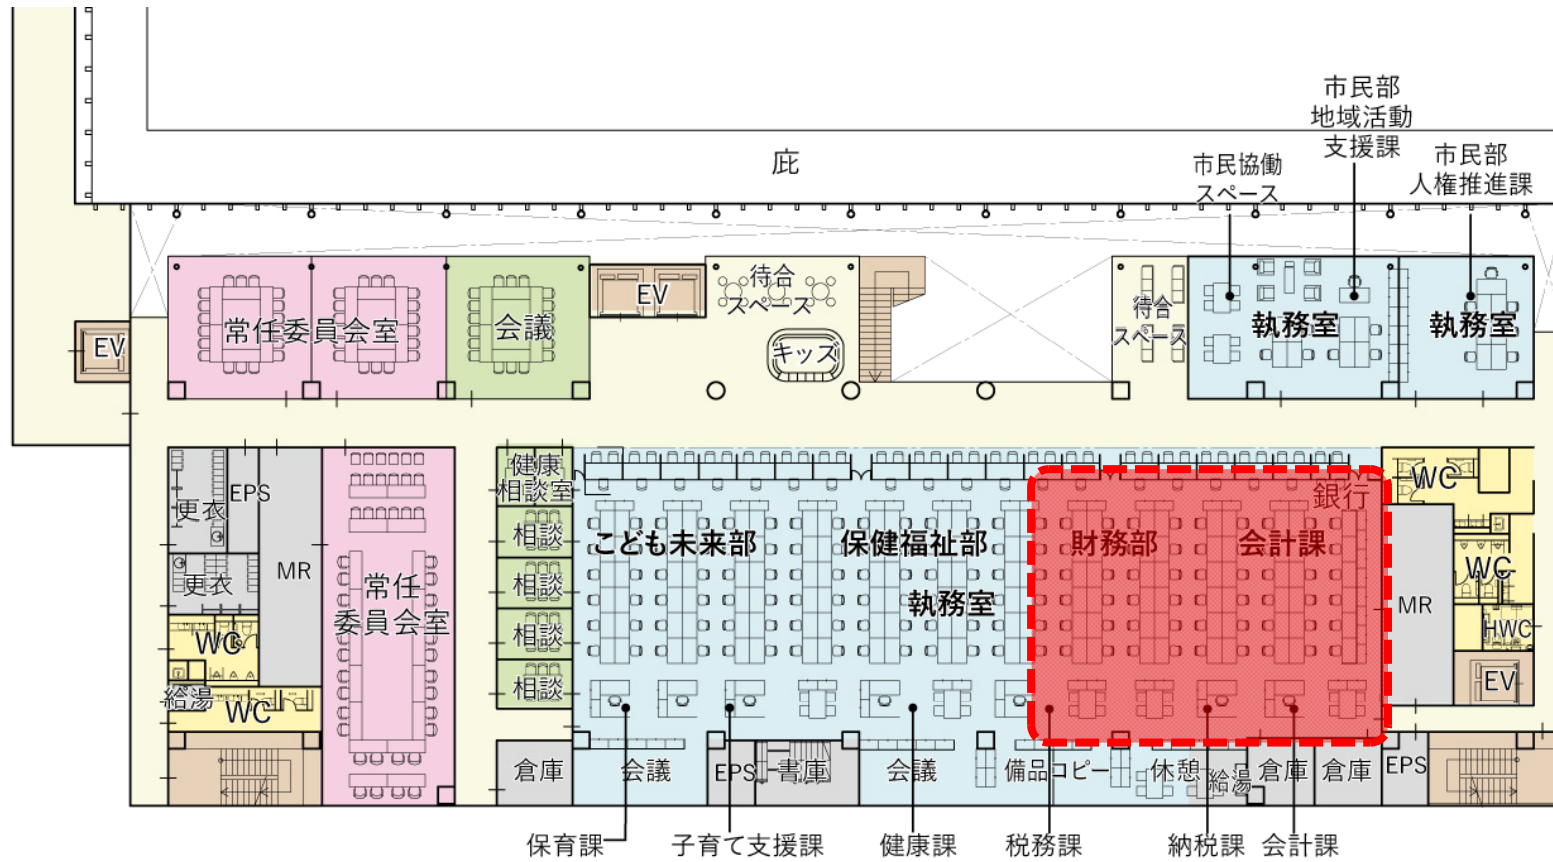 市民部
地域活動
支援課
庇
市民協働
スペース
市民部
人権推進課
待合
スペース
EV
常任委員会室
会議
キッズ
待合
スペース
執務室
執務室
EV
健康
相談室
WC
銀行
EPS
更衣
相談
こども未来部
保健福祉部
財務部
会計課
MR
更衣
常任
委員会室
相談
執務室
WC
MR
WC
相談
HWC
給湯
相談
EV
WC
倉庫
会議
EPS
書庫
会議
備品コピー
休憩
給湯
倉庫
倉庫
EPS
保育課
子育て支援課
健康課
税務課
納税課
会計課